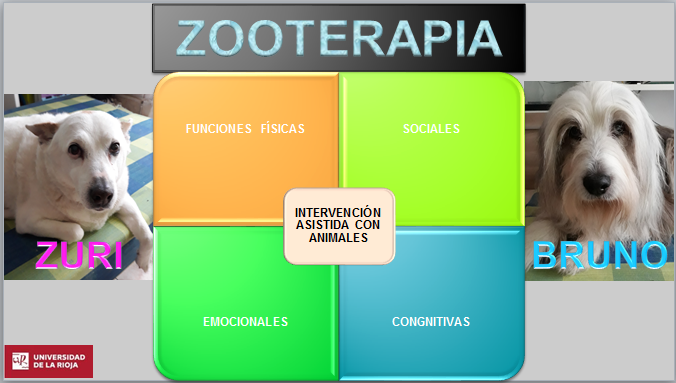 ZOOTERAPIA
FUNCIONES FÍSICAS
SOCIALES
INTERVENCIÓN
ASISTIDA CON
ANIMALES
ZURI
BRUNO
EMOCIONALES
CONGNITIVAS
UNIVERSIDAD
DE LA RIOJA